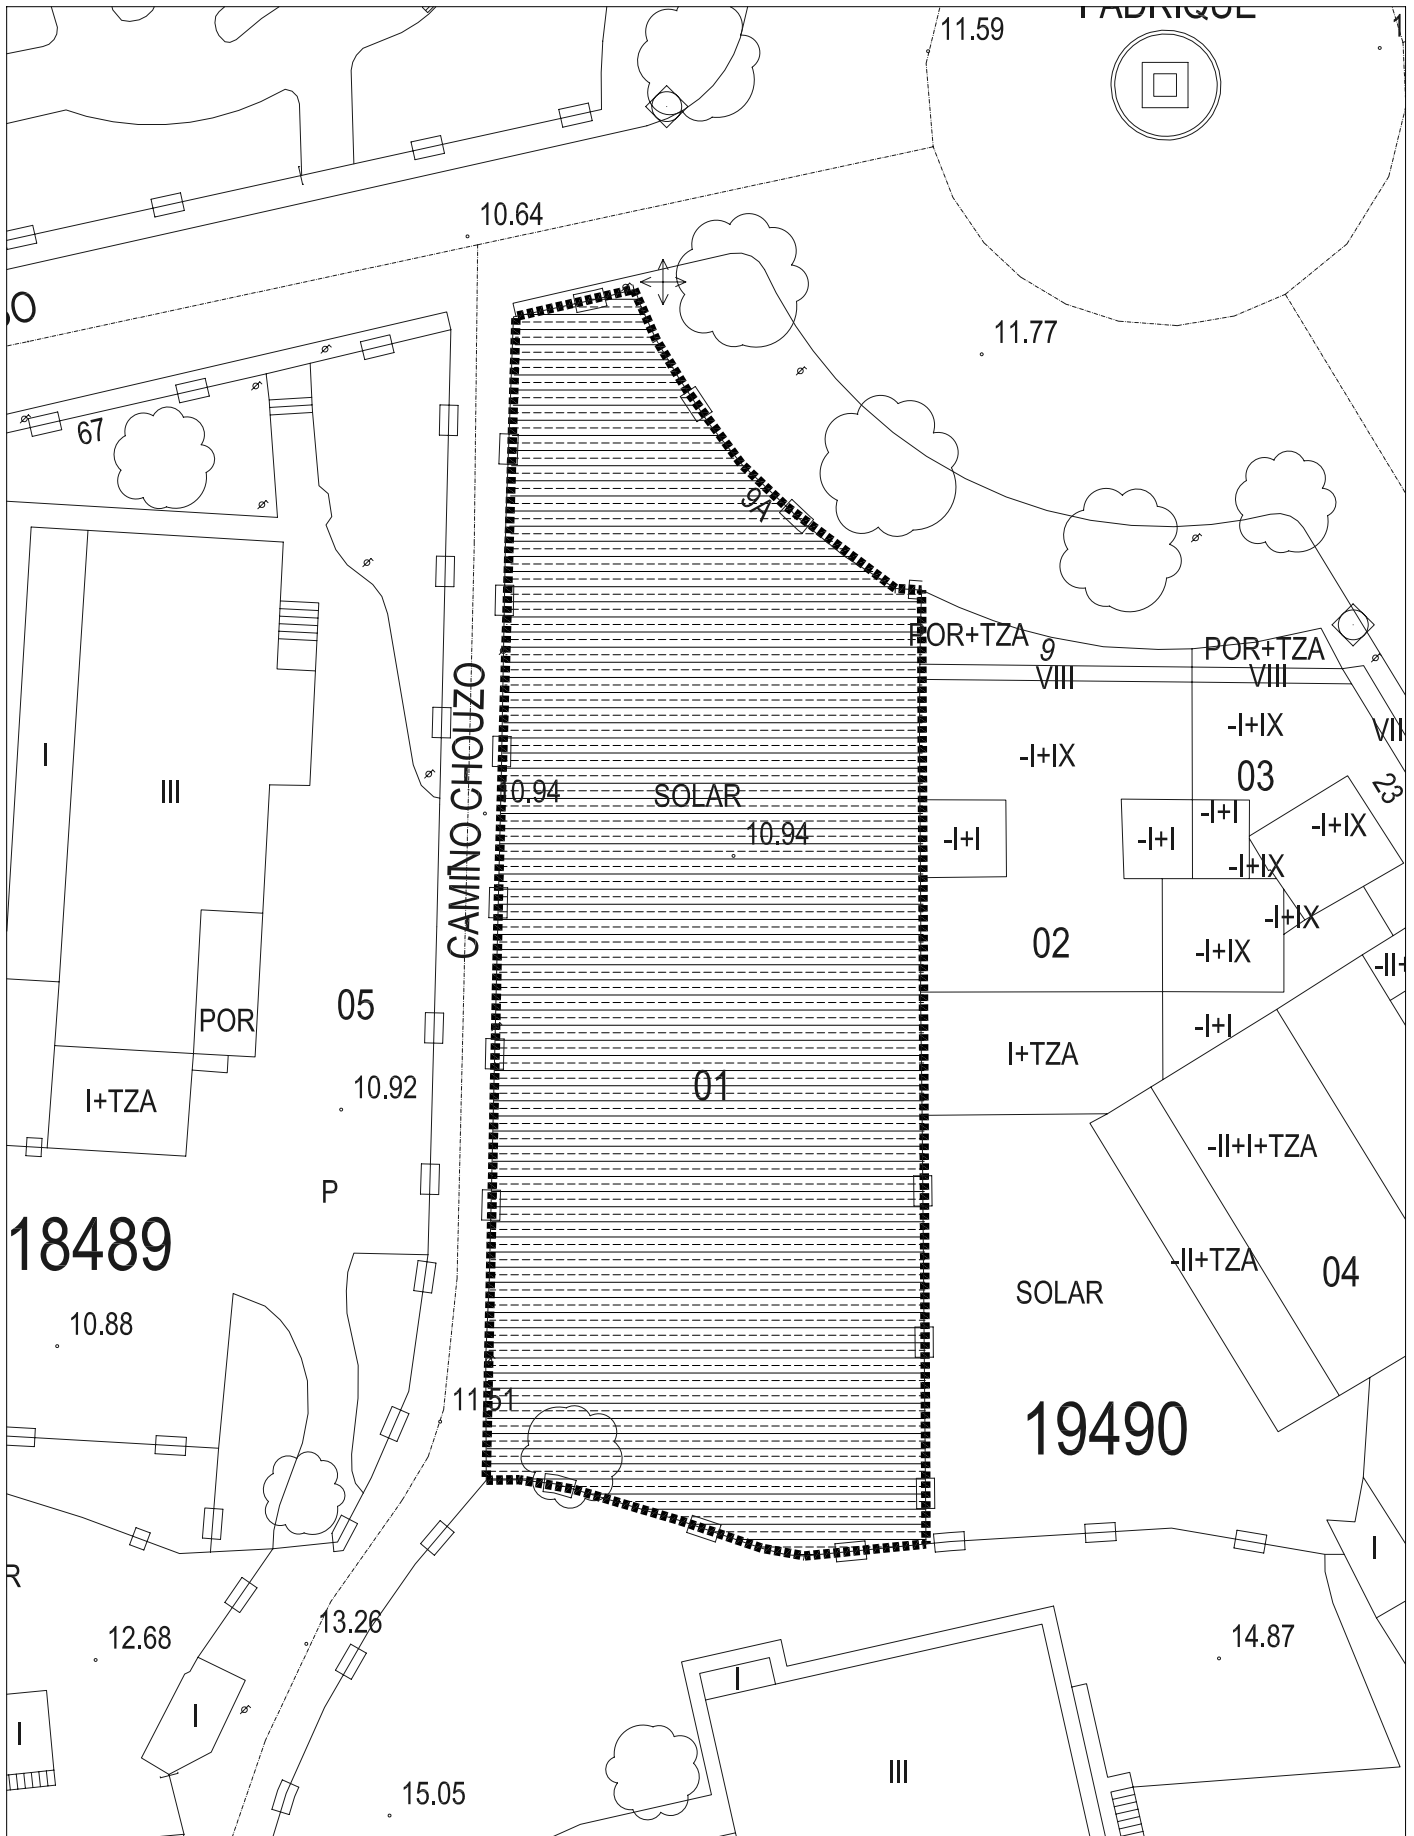 11.59
10.64
11.77
67
9A
POR+TZA
9
VIII
POR+TZA
VIII
-I+IX
-I+IX
03
23
I
III
CAMINO CHOUZO
10.94
SOLAR
10.94
-I+I
-I+I
-I+I
-I+IX
-I+IX
-I+IX
02
-I+IX
POR
05
-I+I
I+TZA
I+TZA
10.92
01
-II+I+TZA
P
18489
-II+TZA
04
SOLAR
10.88
11.51
19490
I
13.26
12.68
14.87
I
I
I
15.05
III